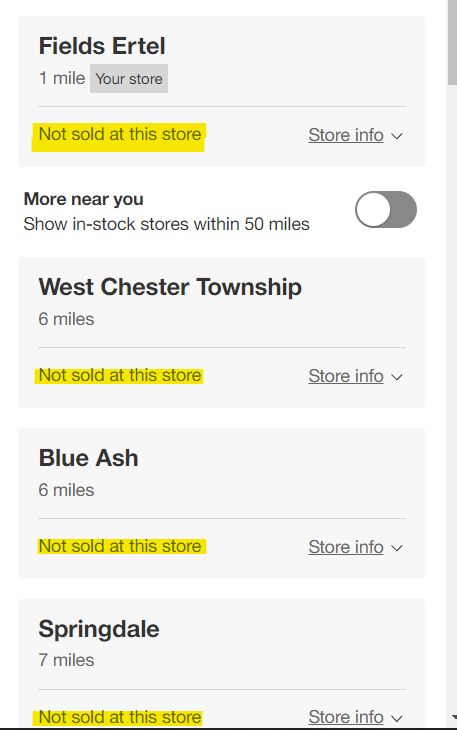 Fields Ertel
1 mile Your store
Not sold at this store Store info
More near you
Show in-stock stores within 50 miles
West Chester Township
6 miles
Not sold at this store Store info
Blue Ash
6 miles
Not sold at this store Store info
Springdale
7 miles
Not sold at this store Store info